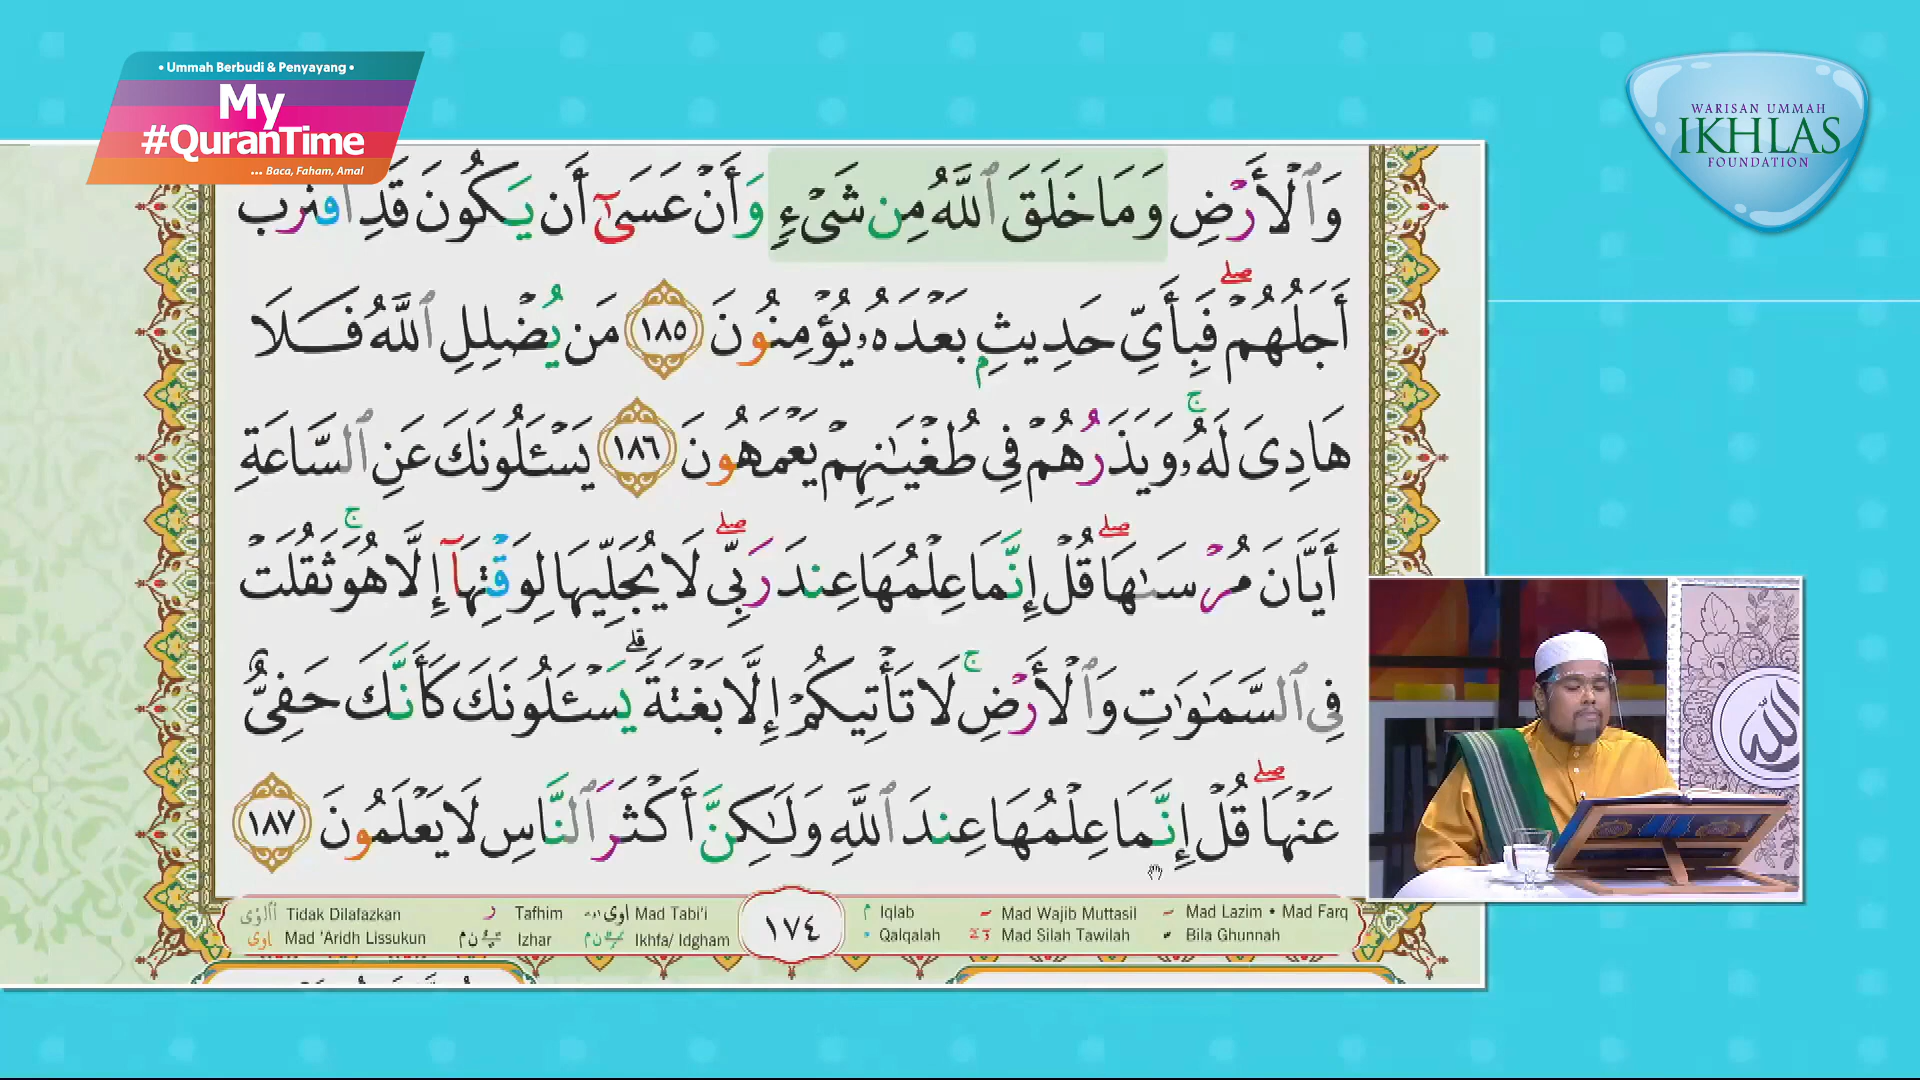 • Ummah Berbudi & Penyayang •
My
#QuranTime
... Baca, Faham, Amal
WARISAN UMMAH
IKHLAS
FOUNDATION
وَٱلۡأَرۡضِ وَمَا خَلَقَ ٱللَّهُ مِن شَىۡءٍ وَأَنۡ عَسَىٰٓ أَن يَكُونَ قَدِ ٱقۡتَرَبَ
أَجَلُهُمۡۖ فَبِأَىِّ حَدِيثِۭ بَعۡدَهُۥ يُؤۡمِنُونَ ١٨٥ مَن يُضۡلِلِ ٱللَّهُ فَلَا
هَادِىَ لَهُۥۚ وَيَذَرُهُمۡ فِى طُغۡيَـٰنِهِمۡ يَعۡمَهُونَ ١٨٦ يَسۡـَٔلُونَكَ عَنِ ٱلسَّاعَةِ
أَيَّانَ مُرۡسَىٰهَاۖ قُلۡ إِنَّمَا عِلۡمُهَا عِندَ رَبِّىۖ لَا يُجَلِّيهَا لِوَقۡتِهَآ إِلَّا هُوَۚ ثَقُلَتۡ
فِى ٱلسَّمَـٰوَٰتِ وَٱلۡأَرۡضِۚ لَا تَأۡتِيكُمۡ إِلَّا بَغۡتَةًۗ يَسۡـَٔلُونَكَ كَأَنَّكَ حَفِىٌّ
عَنۡهَاۖ قُلۡ إِنَّمَا عِلۡمُهَا عِندَ ٱللَّهِ وَلَـٰكِنَّ أَكۡثَرَ ٱلنَّاسِ لَا يَعۡلَمُونَ ١٨٧
Tidak Dilafazkan Tafhim اوى Mad Tabi'i ١٧٤ Iqlab Mad Wajib Muttasil Mad Lazim • Mad Farq
Mad 'Aridh Lissukun Izhar Ikhfa/ Idgham Qalqalah Mad Silah Tawilah Bila Ghunnah
الله